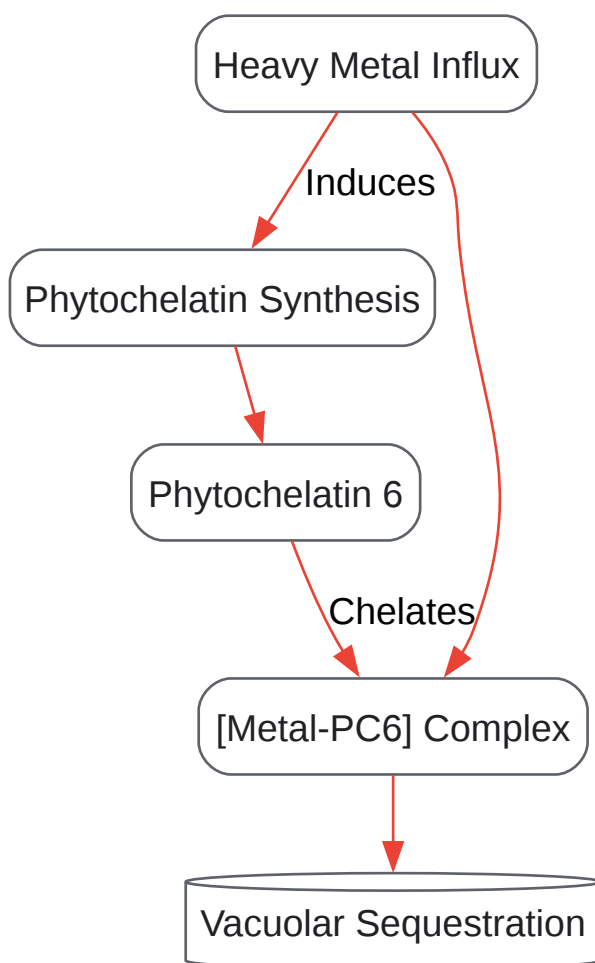 Heavy Metal Influx
Induces
Phytochelatin Synthesis
Phytochelatin 6
Chelates
[Metal-PC6] Complex
Vacuolar Sequestration